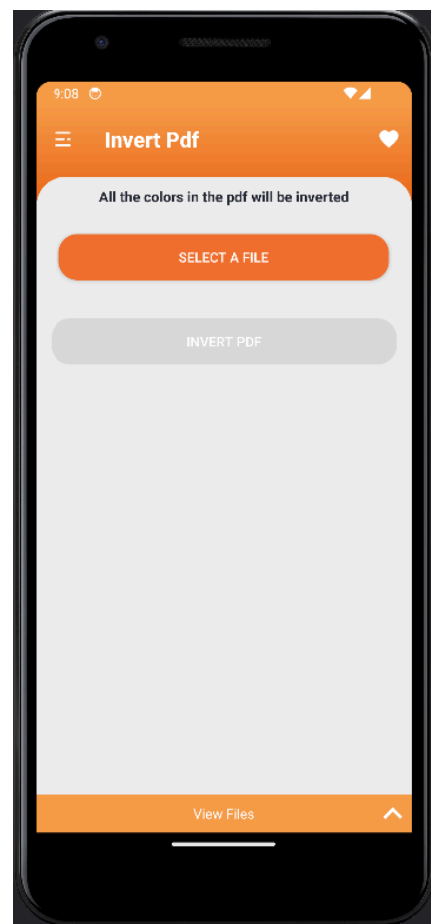 9:08
Invert Pdf
All the colors in the pdf will be inverted
SELECT A FILE
INVERT PDF
View Files